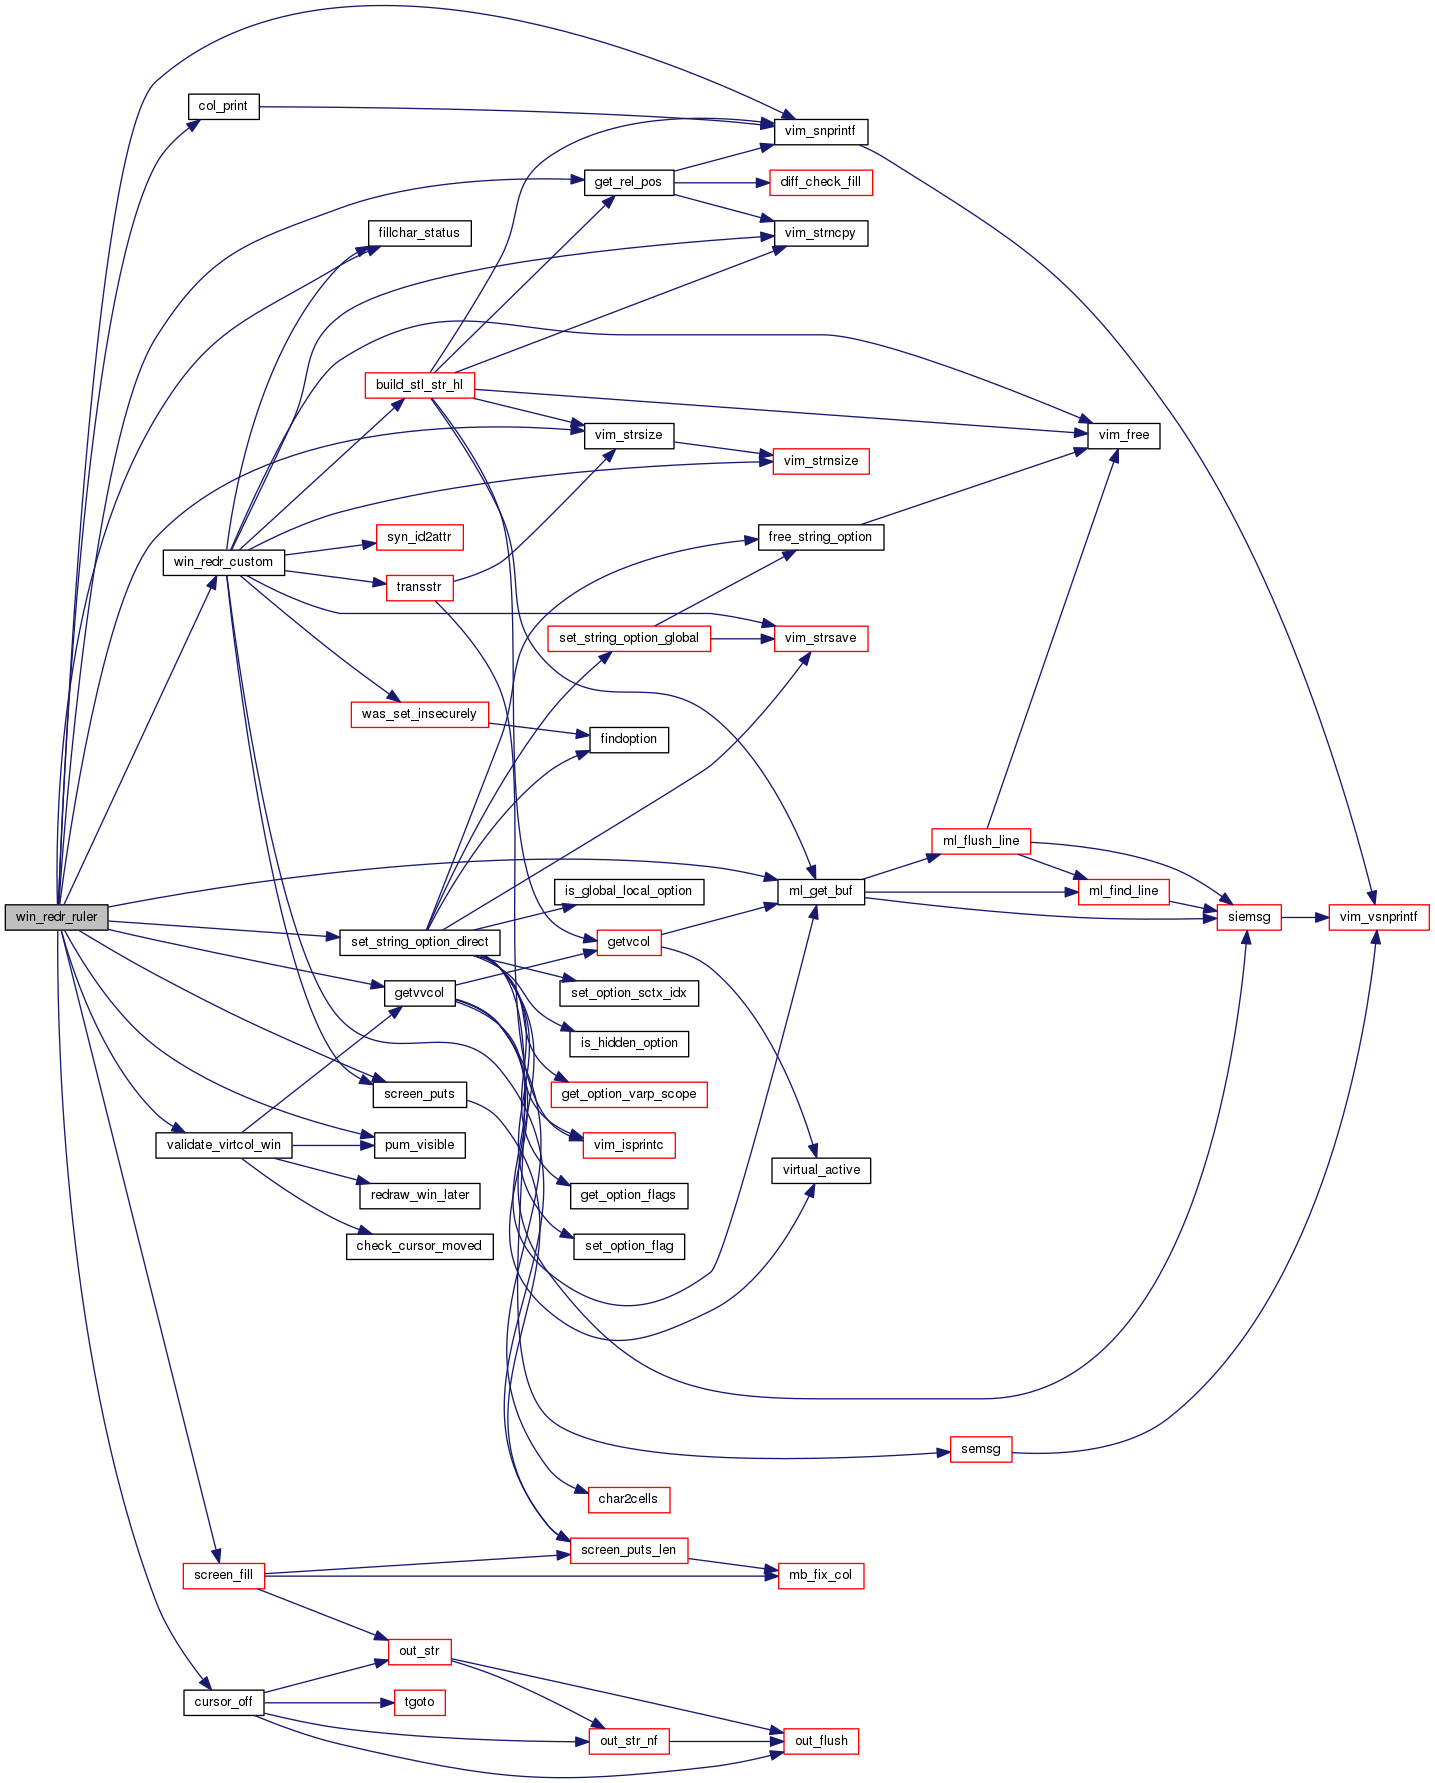 col_print
vim_snprintf
get_rel_pos
diff_check_fill
fillchar_status
vim_strncpy
build_stl_str_hl
vim_strsize
vim_free
vim_strnsize
syn_id2attr
free_string_option
win_redr_custom
transstr
set_string_option_global
vim_strsave
was_set_insecurely
findoption
ml_flush_line
is_global_local_option
ml_get_buf
ml_find_line
win_redr_ruler
siemsg
vim_vsnprintf
set_string_option_direct
getvcol
getvvcol
set_option_sctx_idx
is_hidden_option
screen_puts
get_option_varp_scope
validate_virtcol_win
pum_visible
vim_isprintc
virtual_active
redraw_win_later
get_option_flags
check_cursor_moved
set_option_flag
semsg
char2cells
screen_puts_len
screen_fill
mb_fix_col
out_str
cursor_off
tgoto
out_str_nf
out_flush